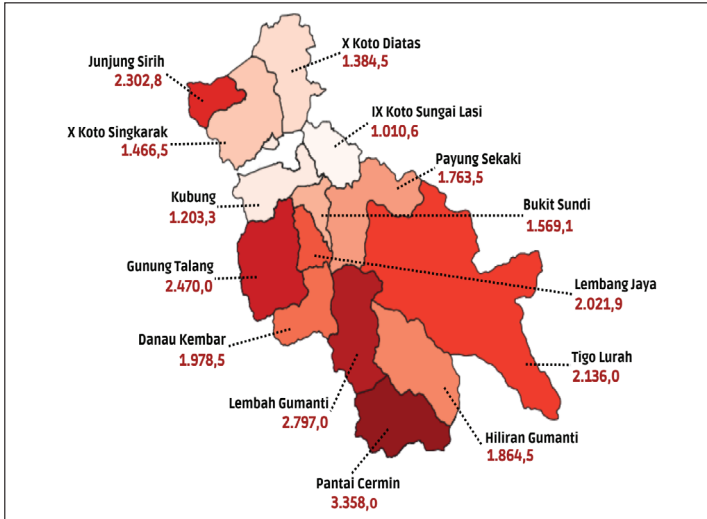 X Koto Diatas
1.384,5
Junjung Sirih
2.302,8
IX Koto Sungai Lasi
1.010,6
X Koto Singkarak
1.466,5
Payung Sekaki
1.763,5
Kubung
1.203,3
Bukit Sundi
1.569,1
Gunung Talang
2.470,0
Lembang Jaya
2.021,9
Danau Kembar
1.978,5
Tigo Lurah
2.136,0
Lembah Gumanti
2.797,0
Hiliran Gumanti
1.864,5
Pantai Cermin
3.358,0